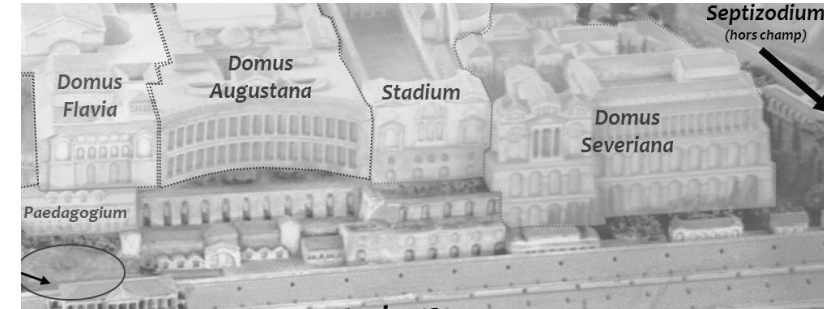 Septizodium
(hors champ)
Domus
Flavia
Domus
Augustana
Stadium
Domus
Severiana
Paedagogium